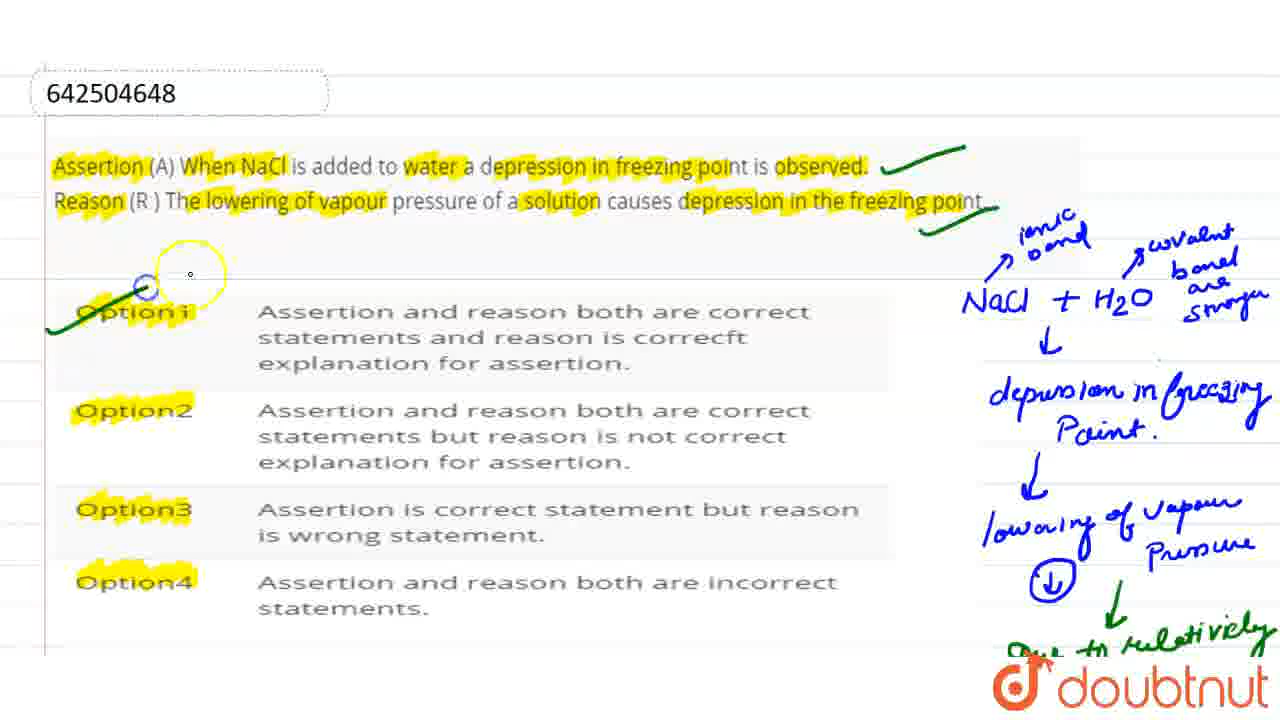 642504648
Assertion (A) When NaCl is added to water a depression in freezing point is observed.
Reason (R ) The lowering of vapour pressure of a solution causes depression in the freezing point.
Option1 Assertion and reason both are correct
statements and reason is correcft
explanation for assertion.
Option2 Assertion and reason both are correct
statements but reason is not correct
explanation for assertion.
Option3 Assertion is correct statement but reason
is wrong statement.
Option4 Assertion and reason both are incorrect
statements.
ionic
bond
covalent
bond
are
stronger
NaCl + H2O
depression in freezing
Point.
lowering of vapour
Pressure
Due to relatively
doubtnut